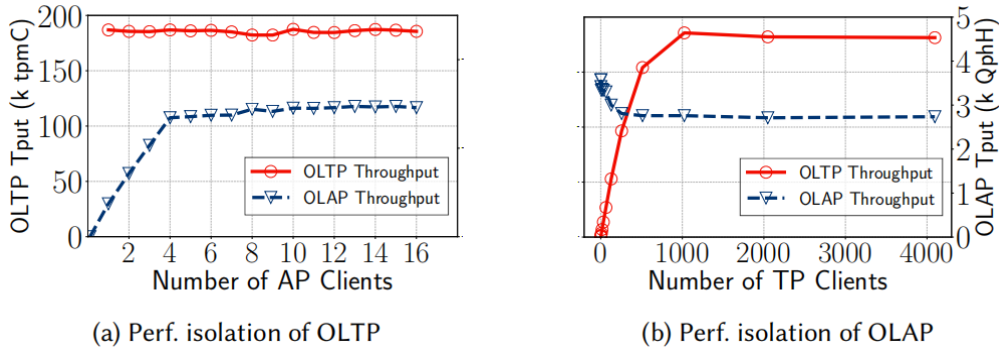 OLTP Tput (k tpmC)
200
150
100
50
0
OLTP Throughput
OLAP Throughput
2 4 6 8 10 12 14 16
Number of AP Clients
(a) Perf. isolation of OLTP
OLTP Throughput
OLAP Throughput
5
4
3
2
1
0
OLAP Tput (k QphH)
0 1000 2000 3000 4000
Number of TP Clients
(b) Perf. isolation of OLAP